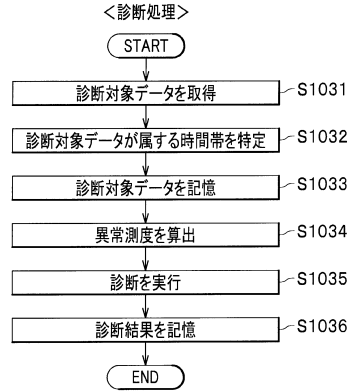 <診断処理>
START
診断対象データを取得 S1031
診断対象データが属する時間帯を特定 S1032
診断対象データを記憶 S1033
異常測度を算出 S1034
診断を実行 S1035
診断結果を記憶 S1036
END